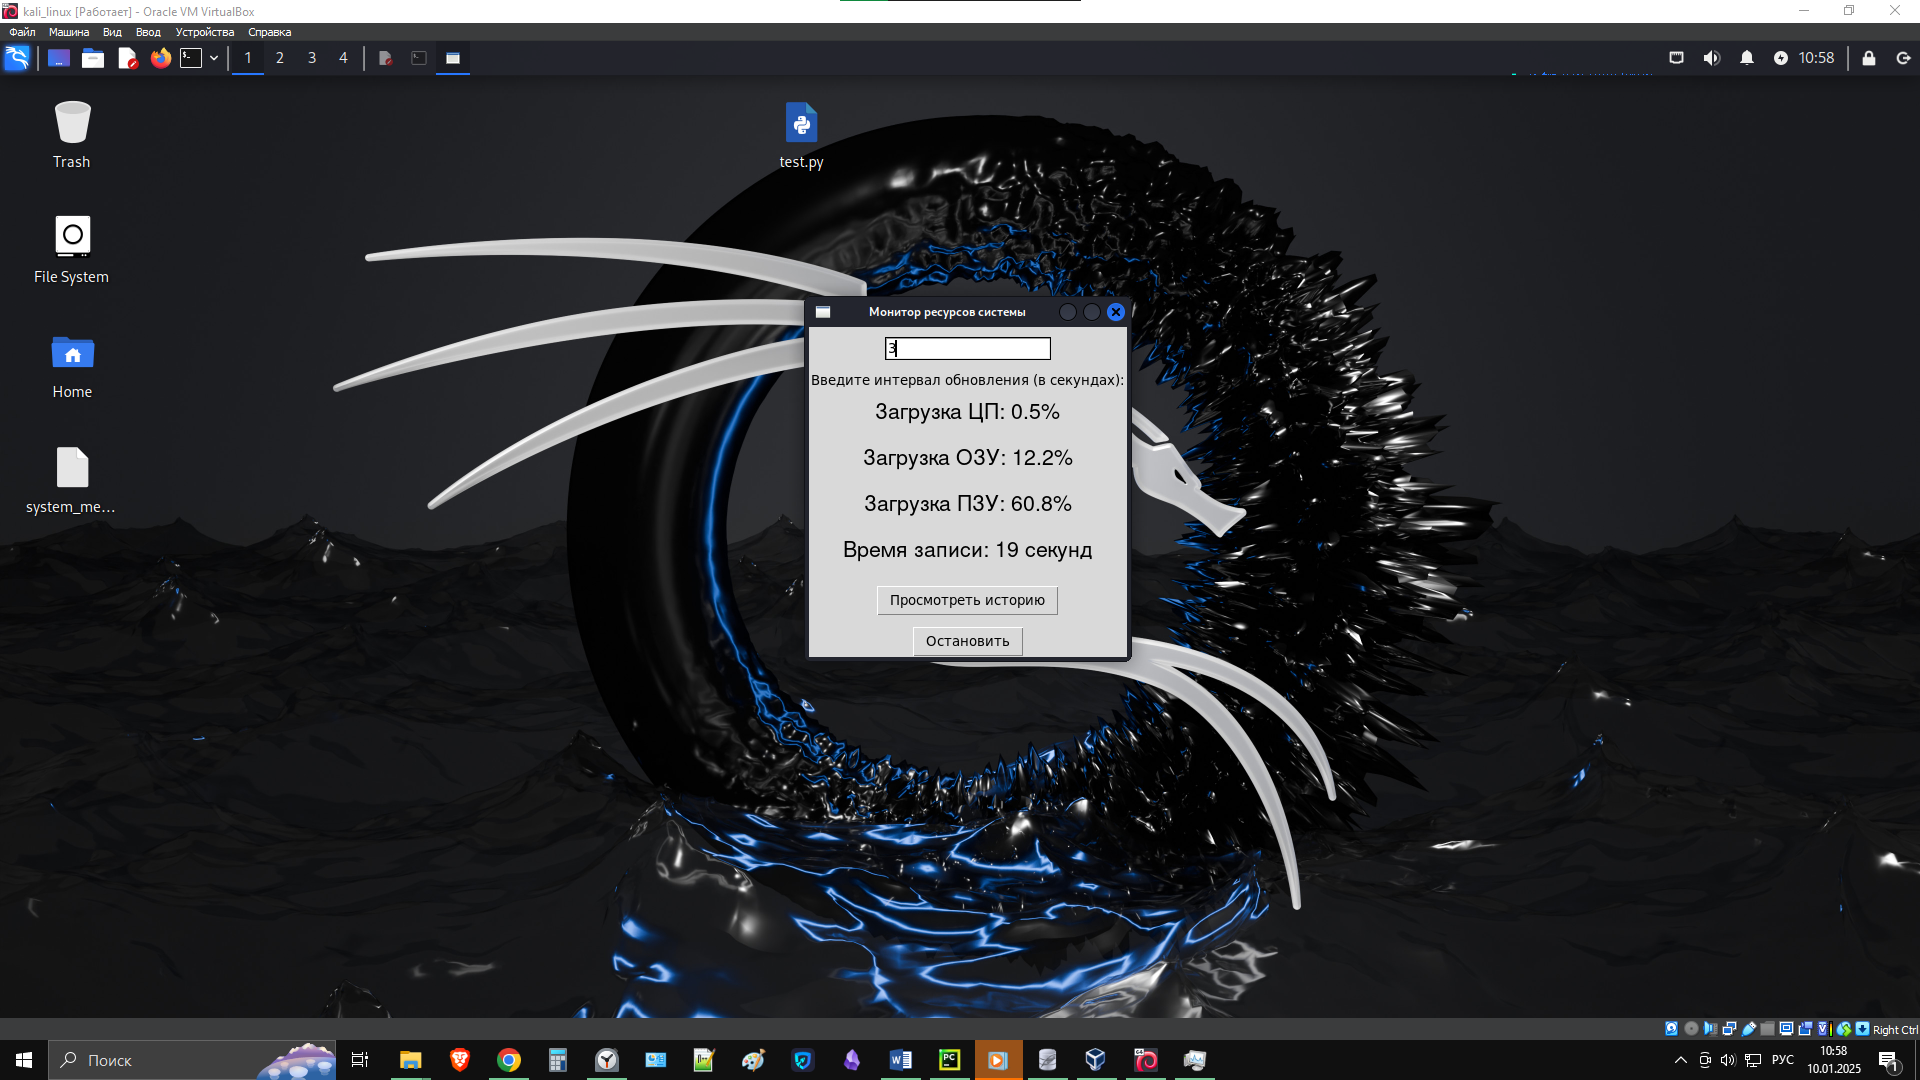 kali_linux [Работает] - Oracle VM VirtualBox
Файл Машина Вид Ввод Устройства Справка
1 2 3 4 10:58
Trash
test.py
File System
Home
system_me...
Монитор ресурсов системы
3
Введите интервал обновления (в секундах):
Загрузка ЦП: 0.5%
Загрузка ОЗУ: 12.2%
Загрузка ПЗУ: 60.8%
Время записи: 19 секунд
Просмотреть историю
Остановить
Right Ctrl
Поиск
РУС
10:58
10.01.2025
1